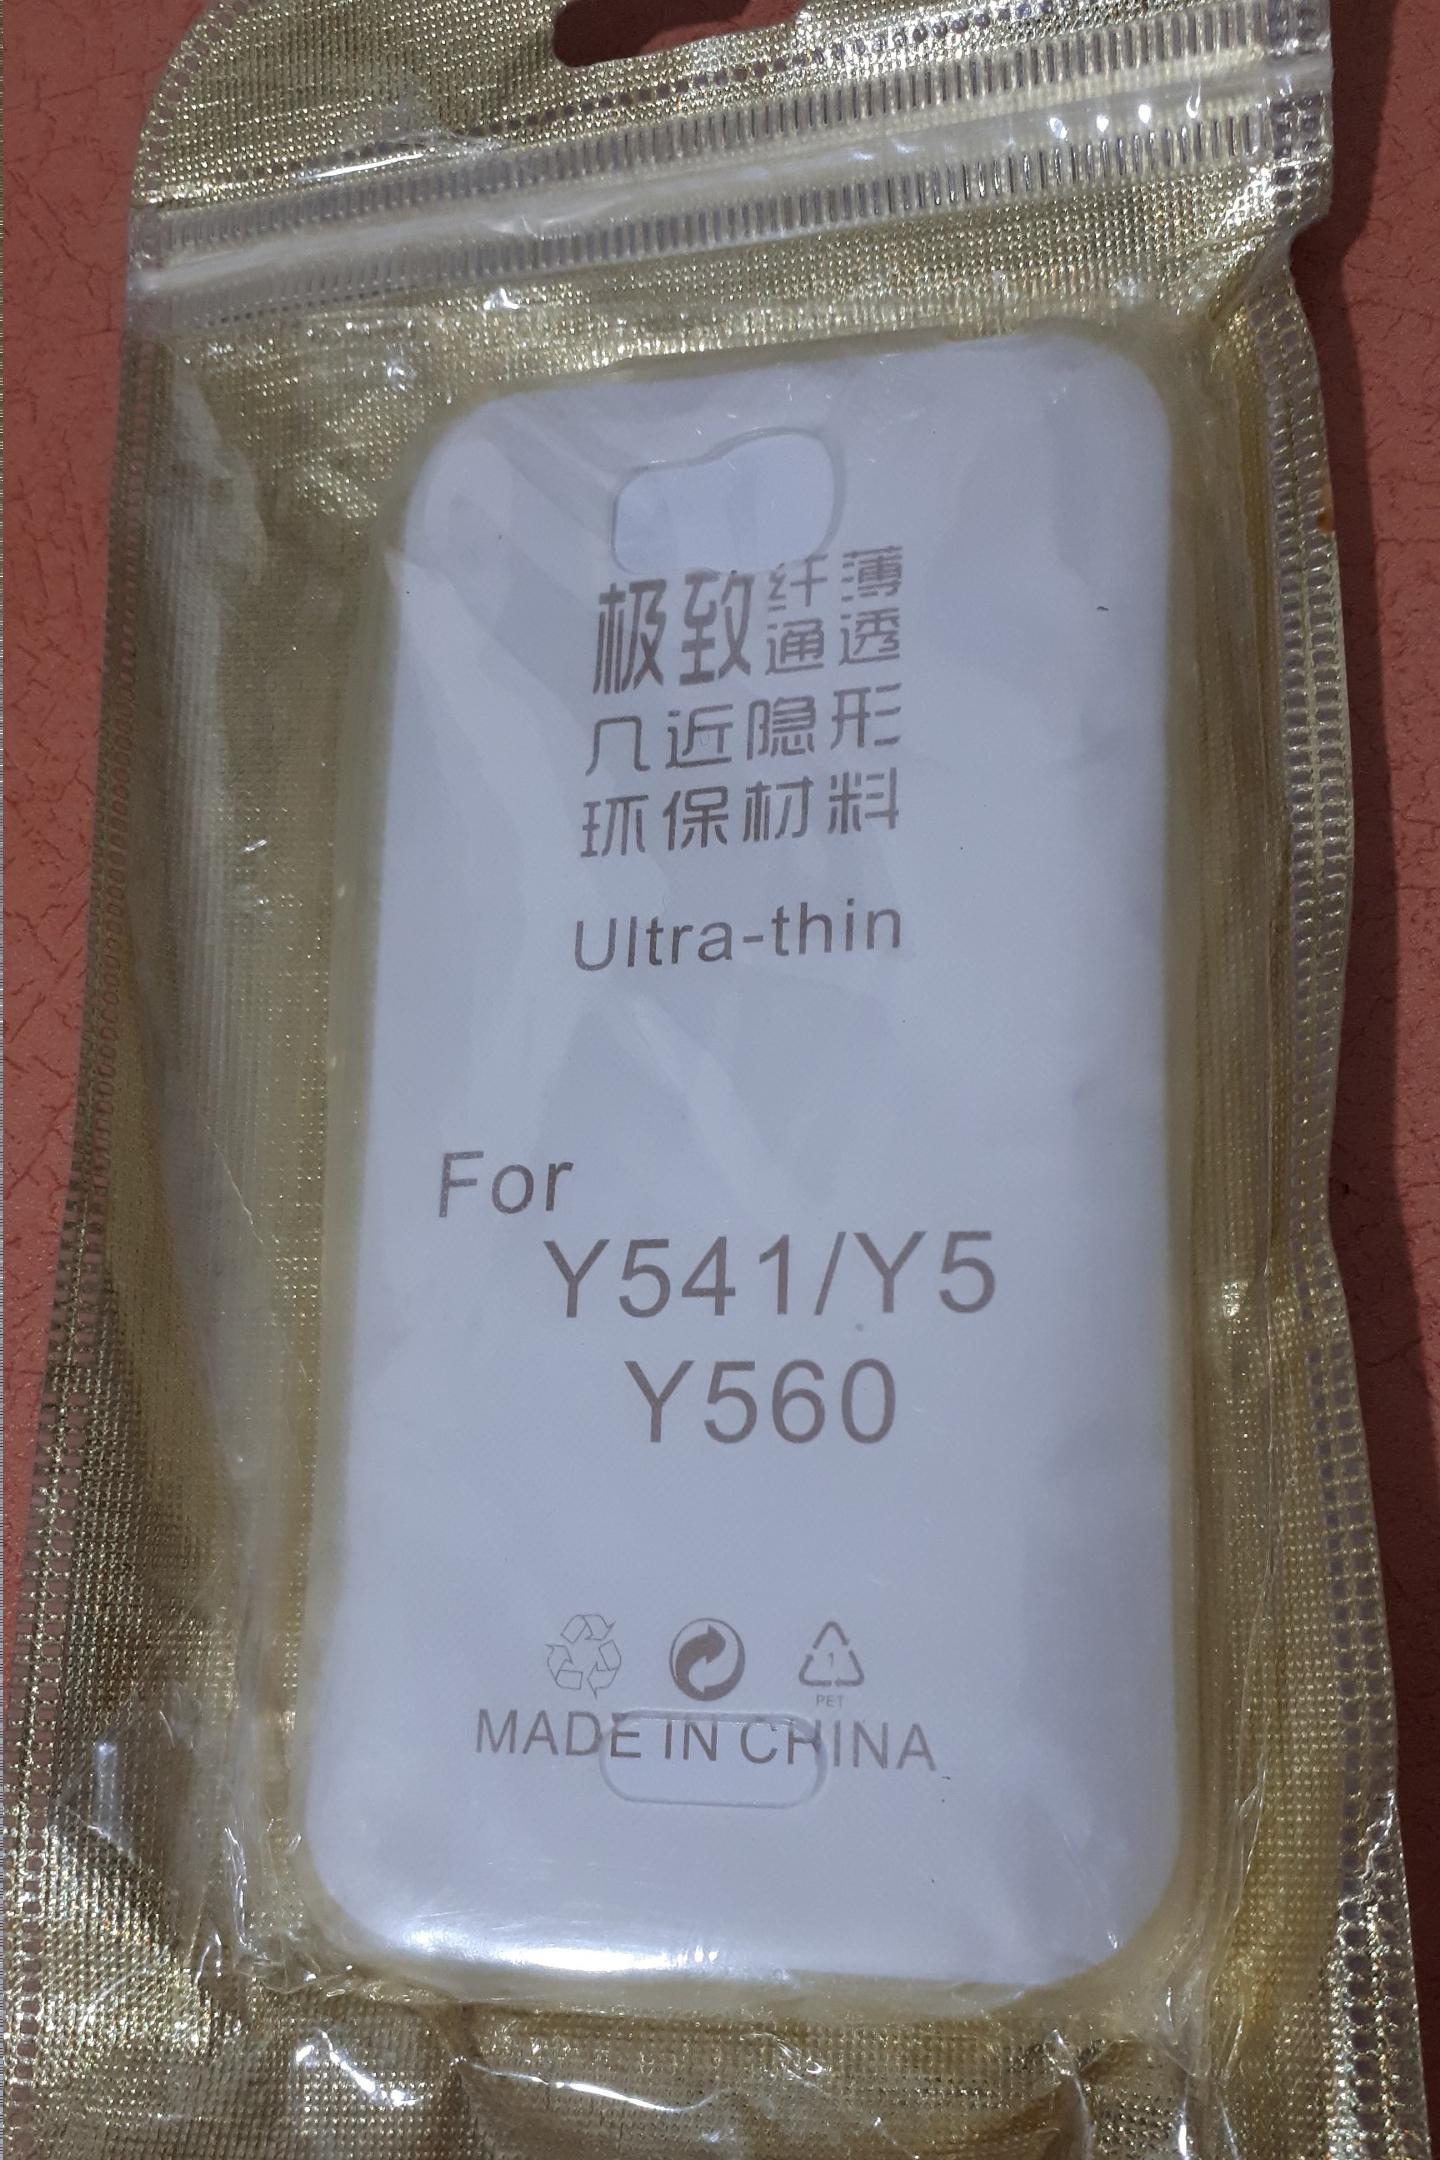 极致纤薄
通透
几近隐形
环保材料
Ultra-thin
For
Y541/Y5
Y560
1
PET
MADE IN CHINA